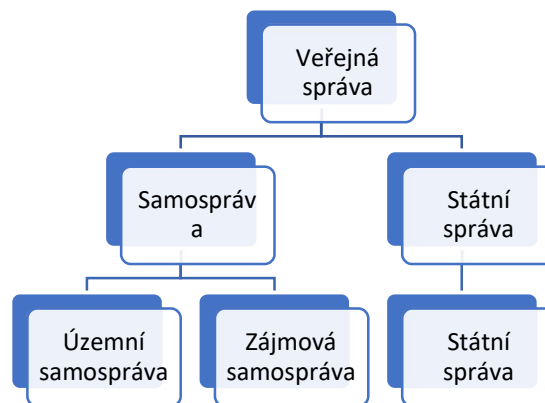 Veřejná
správa
Samospráv
a
Státní
správa
Územní
samospráva
Zájmová
samospráva
Státní
správa